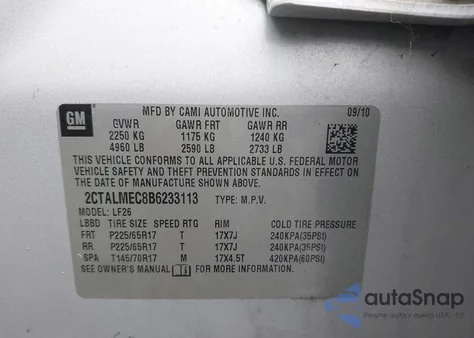 GM
MFD BY CAMI AUTOMOTIVE INC. 09/10
GVWR GAWR FRT GAWR RR
2250 KG 1175 KG 1240 KG
4960 LB 2590 LB 2733 LB
THIS VEHICLE CONFORMS TO ALL APPLICABLE U.S. FEDERAL MOTOR
VEHICLE SAFETY AND THEFT PREVENTION STANDARDS IN EFFECT ON
THE DATE OF MANUFACTURE SHOWN ABOVE.
2CTALMEC8B6233113 TYPE: M.P.V.
MODEL: LF26
LBBD TIRE SIZE SPEED RTG RIM COLD TIRE PRESSURE
FRT P225/65R17 T 17X7J 240KPA(35PSI)
RR P225/65R17 T 17X7J 240KPA(35PSI)
SPA T145/70R17 M 17X4.5T 420KPA(60PSI)
SEE OWNER'S MANUAL FOR MORE INFORMATION.
autoSnap
Pewne auta z akcji USA